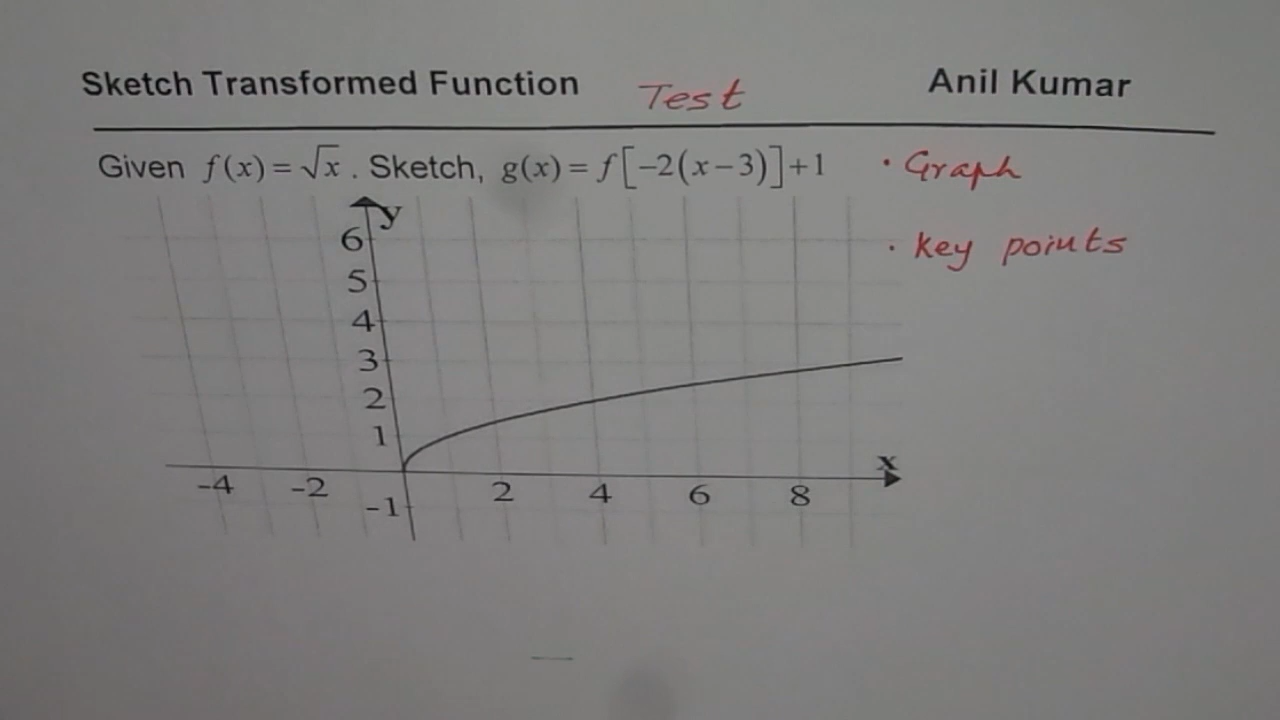 Sketch Transformed Function Test Anil Kumar
Given f(x) = √x . Sketch, g(x) = f[−2(x−3)]+1 · Graph
· key points
y
6
5
4
3
2
1
x
-4 -2 2 4 6 8
-1